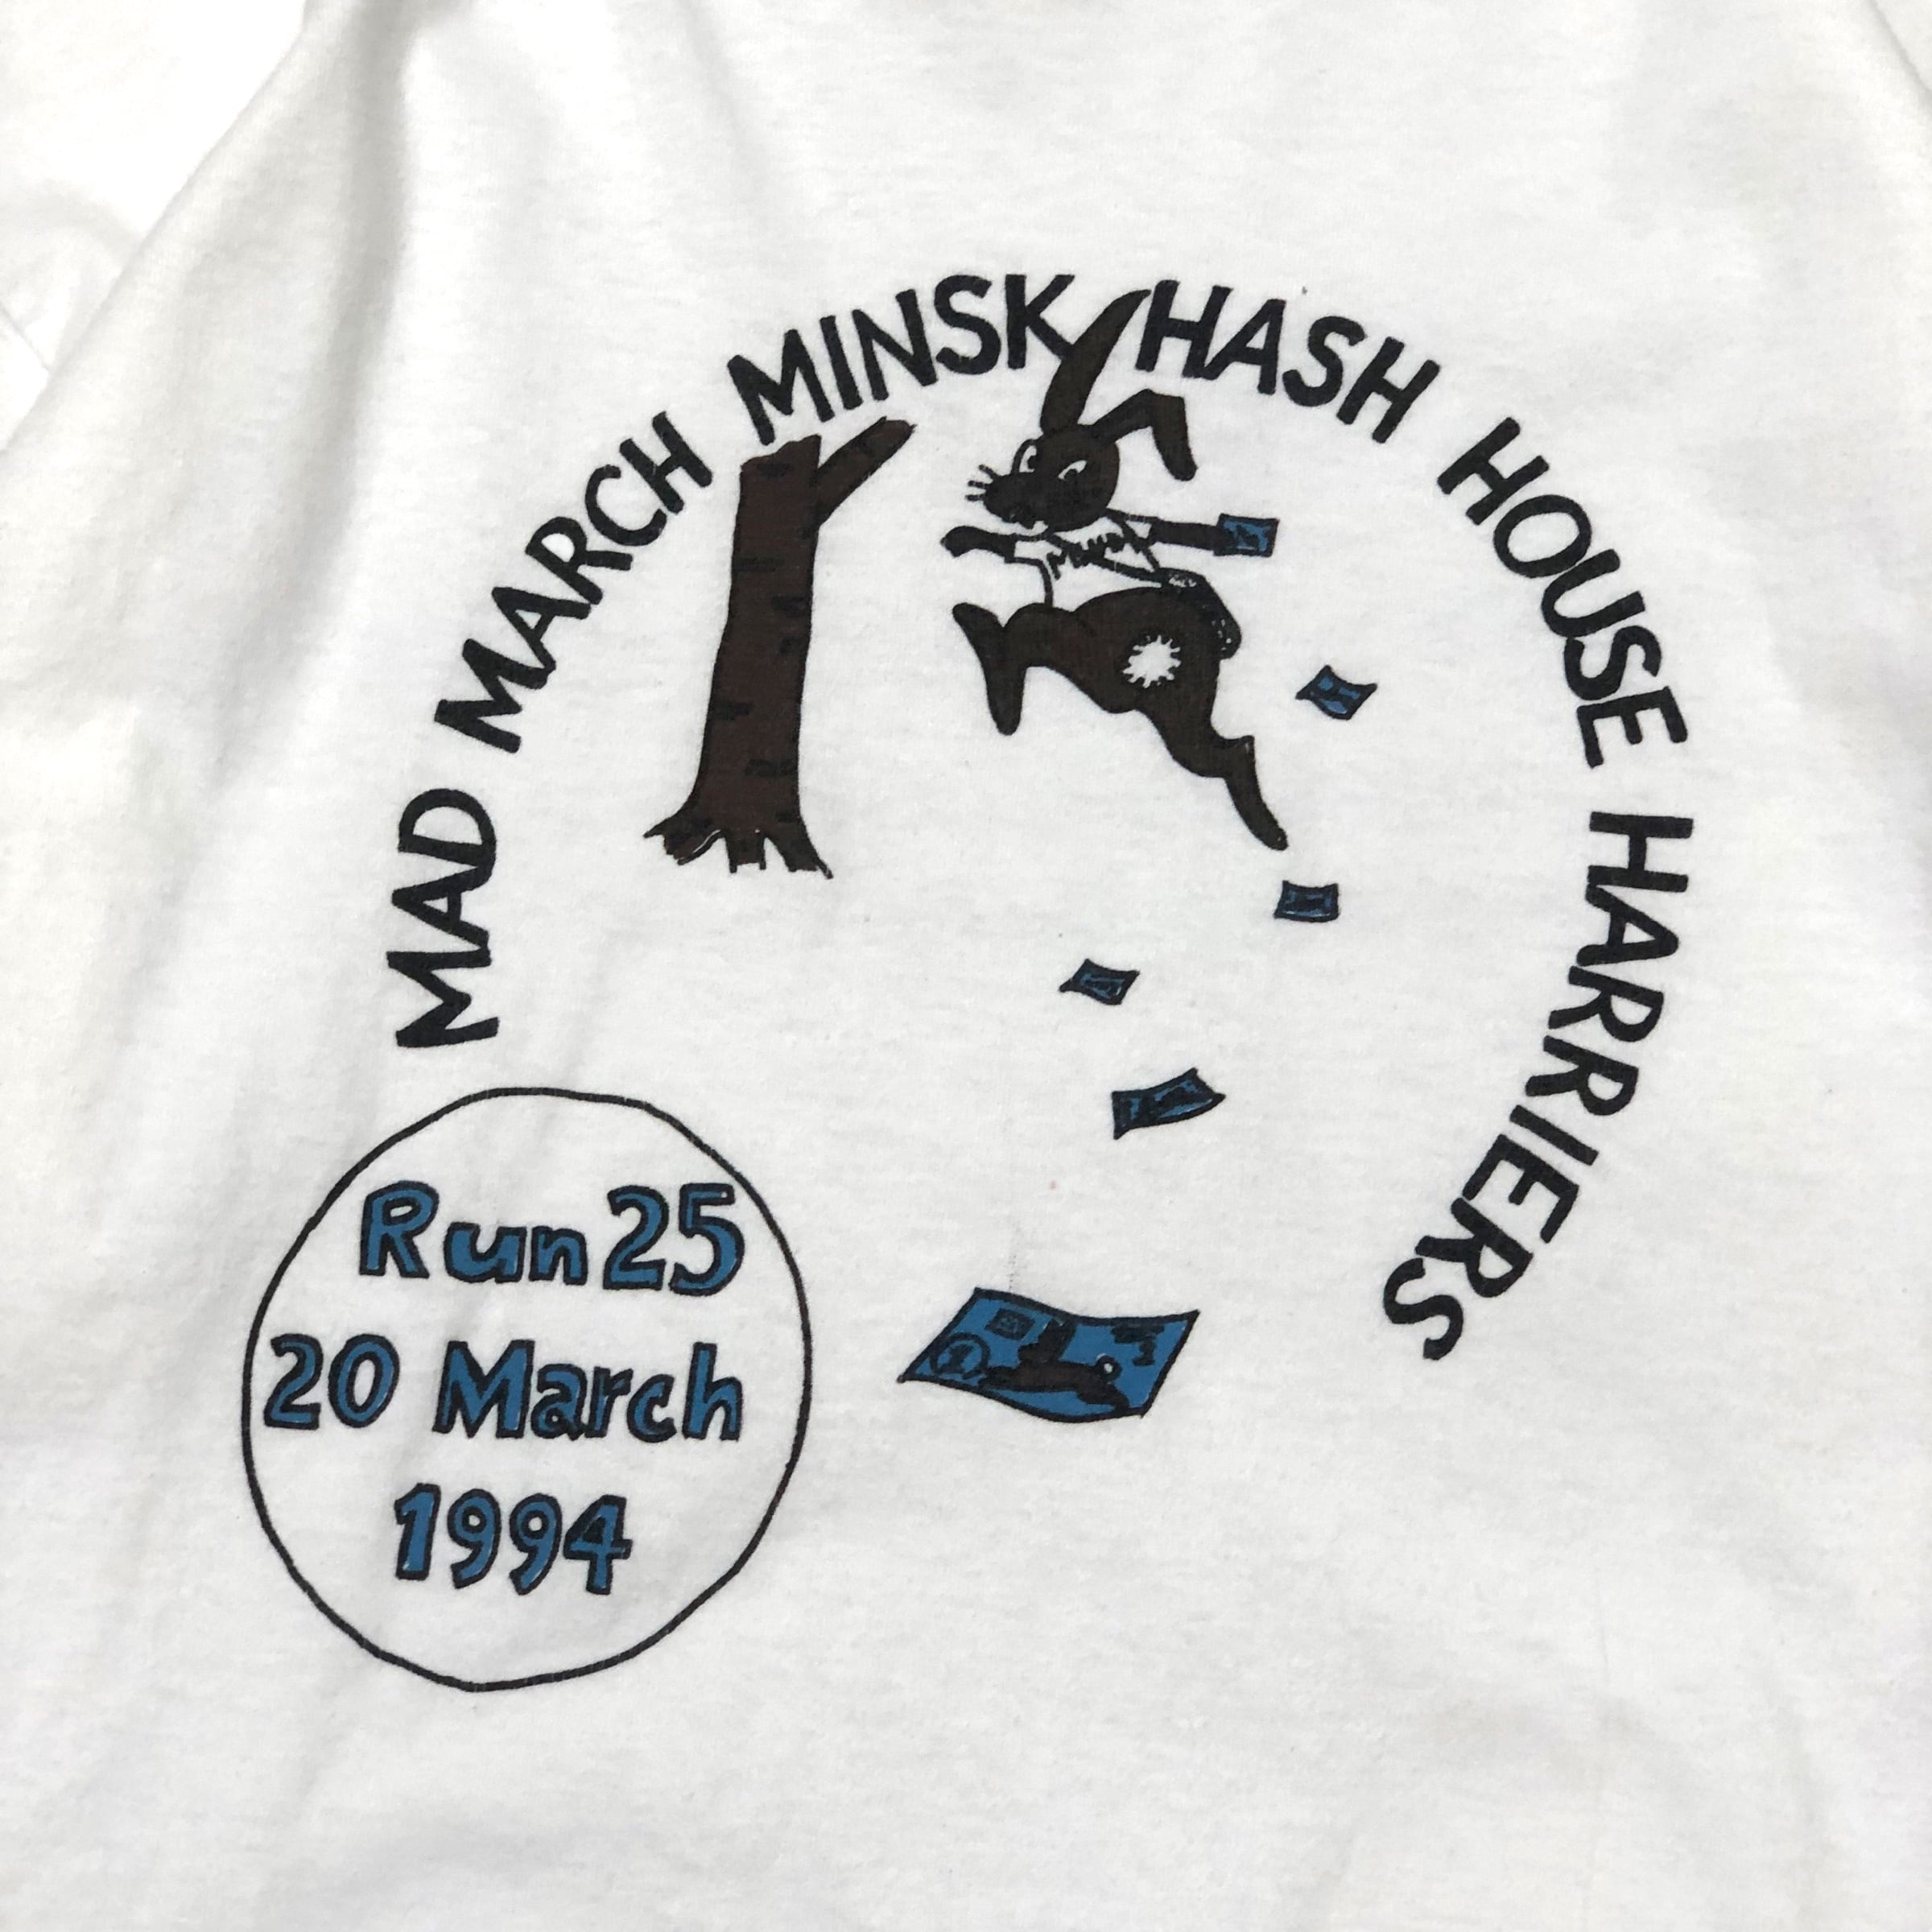 MAD MARCH MINSK HASH HOUSE HARRIERS
Run 25
20 March
1994